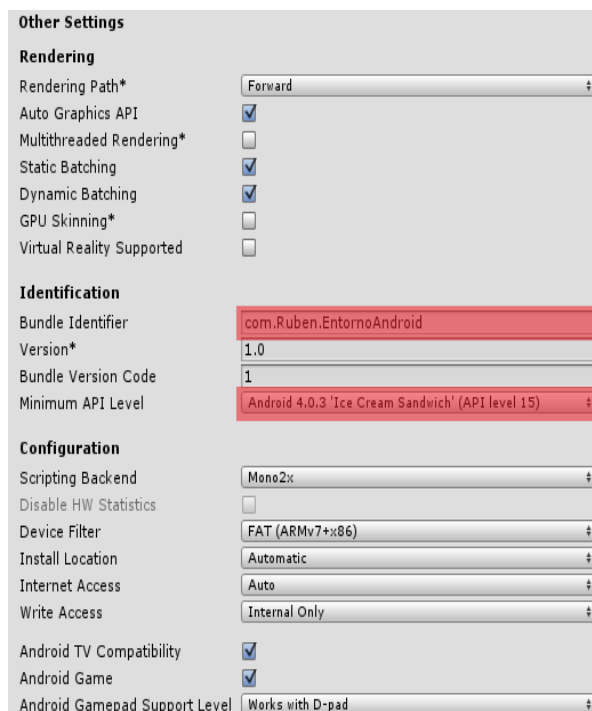 Other Settings
Rendering
Rendering Path* Forward
Auto Graphics API
Multithreaded Rendering*
Static Batching
Dynamic Batching
GPU Skinning*
Virtual Reality Supported
Identification
Bundle Identifier com.Ruben.EntornoAndroid
Version* 1.0
Bundle Version Code 1
Minimum API Level Android 4.0.3 'Ice Cream Sandwich' (API level 15)
Configuration
Scripting Backend Mono2x
Disable HW Statistics
Device Filter FAT (ARMv7+x86)
Install Location Automatic
Internet Access Auto
Write Access Internal Only
Android TV Compatibility
Android Game
Android Gamepad Support Level Works with D-pad